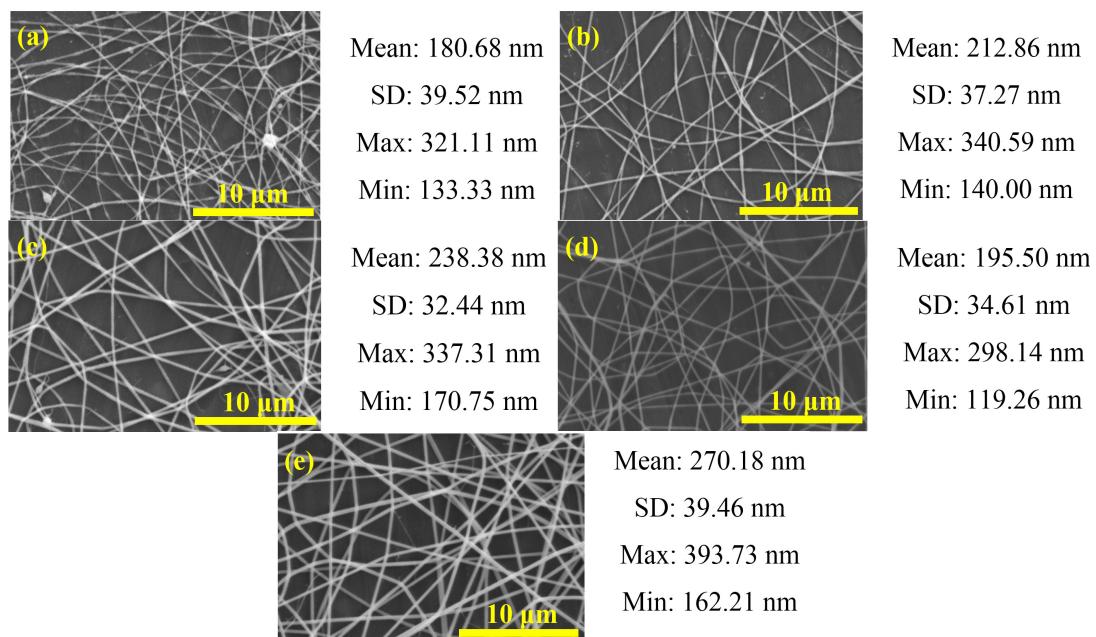 (a)
Mean: 180.68 nm
SD: 39.52 nm
Max: 321.11 nm
Min: 133.33 nm
10 µm
(b)
Mean: 212.86 nm
SD: 37.27 nm
Max: 340.59 nm
Min: 140.00 nm
10 µm
(c)
Mean: 238.38 nm
SD: 32.44 nm
Max: 337.31 nm
Min: 170.75 nm
10 µm
(d)
Mean: 195.50 nm
SD: 34.61 nm
Max: 298.14 nm
Min: 119.26 nm
10 µm
(e)
Mean: 270.18 nm
SD: 39.46 nm
Max: 393.73 nm
Min: 162.21 nm
10 µm